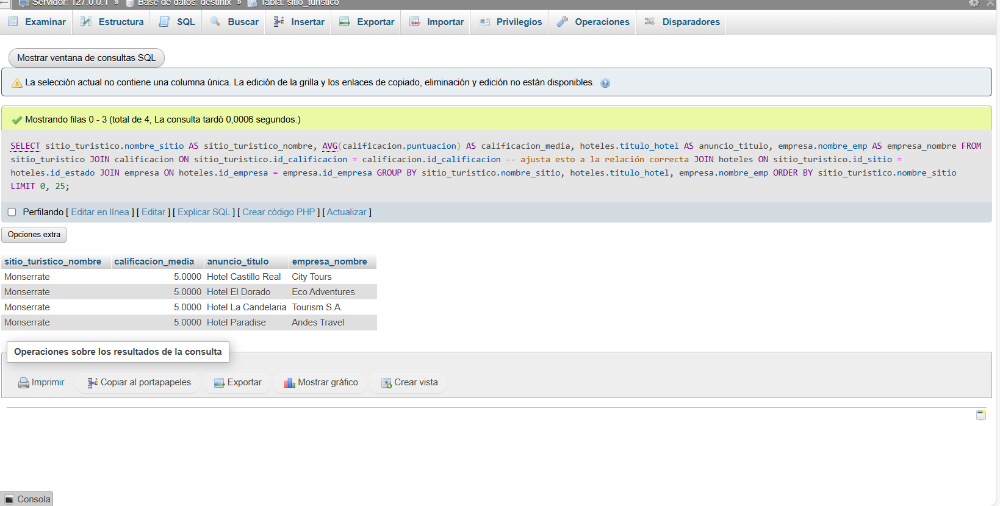 Servidor: 127.0.0.1 » Base de datos: destinix » Tabla: sitio_turistico
Examinar Estructura SQL Buscar Insertar Exportar Importar Privilegios Operaciones Disparadores
Mostrar ventana de consultas SQL
La selección actual no contiene una columna única. La edición de la grilla y los enlaces de copiado, eliminación y edición no están disponibles.
Mostrando filas 0 - 3 (total de 4, La consulta tardó 0,0006 segundos.)
SELECT sitio_turistico.nombre_sitio AS sitio_turistico_nombre, AVG(calificacion.puntuacion) AS calificacion_media, hoteles.titulo_hotel AS anuncio_titulo, empresa.nombre_emp AS empresa_nombre FROM
sitio_turistico JOIN calificacion ON sitio_turistico.id_calificacion = calificacion.id_calificacion -- ajusta esto a la relación correcta JOIN hoteles ON sitio_turistico.id_sitio =
hoteles.id_estado JOIN empresa ON hoteles.id_empresa = empresa.id_empresa GROUP BY sitio_turistico.nombre_sitio, hoteles.titulo_hotel, empresa.nombre_emp ORDER BY sitio_turistico.nombre_sitio
LIMIT 0, 25;
Perfilando [ Editar en línea ] [ Editar ] [ Explicar SQL ] [ Crear código PHP ] [ Actualizar ]
Opciones extra
sitio_turistico_nombre calificacion_media anuncio_titulo empresa_nombre
Monserrate 5.0000 Hotel Castillo Real City Tours
Monserrate 5.0000 Hotel El Dorado Eco Adventures
Monserrate 5.0000 Hotel La Candelaria Tourism S.A.
Monserrate 5.0000 Hotel Paradise Andes Travel
Operaciones sobre los resultados de la consulta
Imprimir Copiar al portapapeles Exportar Mostrar gráfico Crear vista
Consola